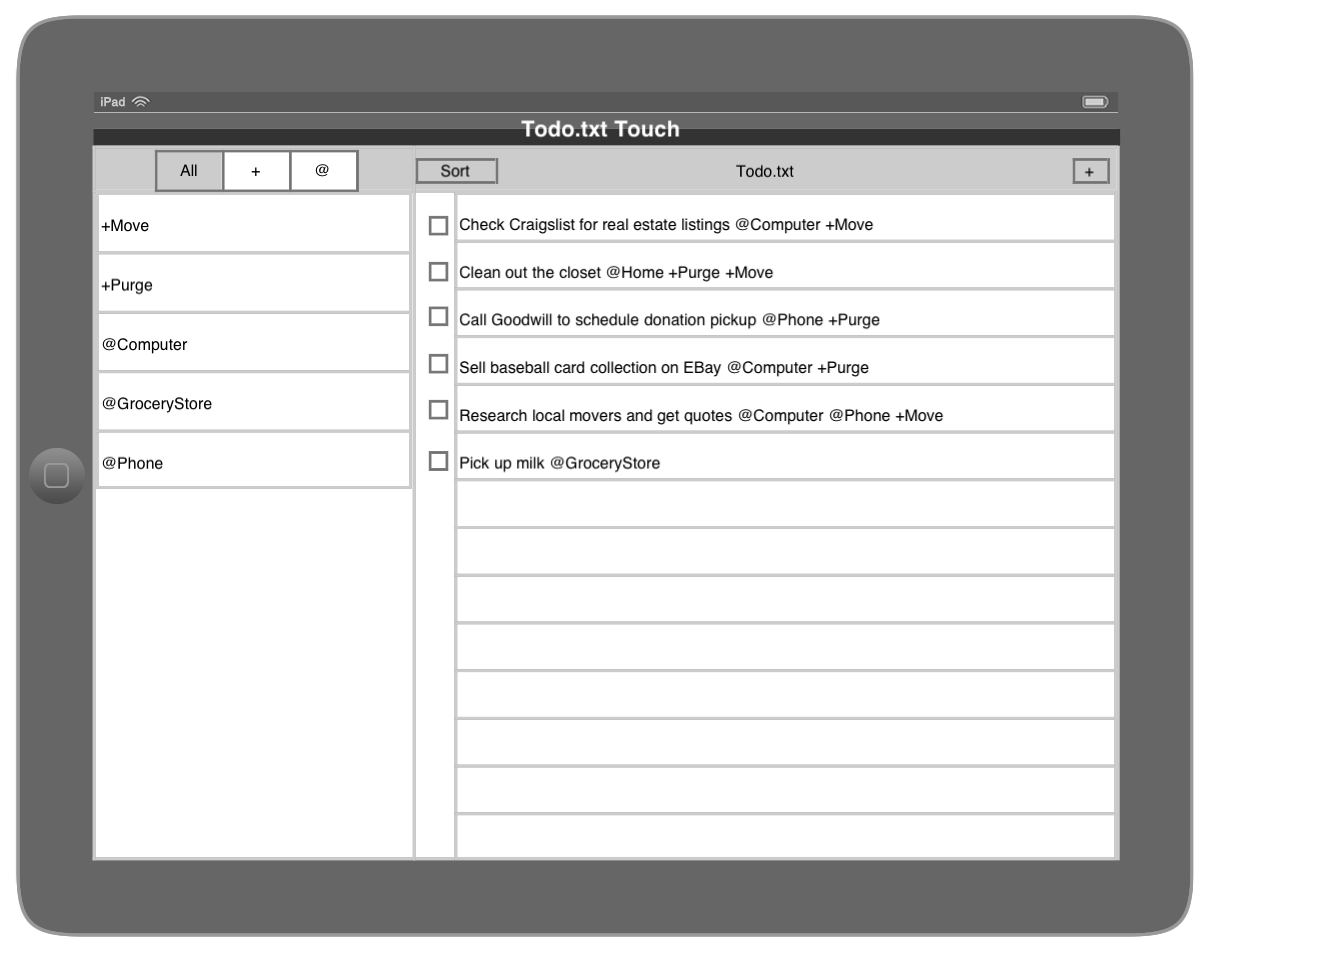 iPad
Todo.txt Touch
All + @
Sort Todo.txt +
+Move
+Purge
@Computer
@GroceryStore
@Phone
Check Craigslist for real estate listings @Computer +Move
Clean out the closet @Home +Purge +Move
Call Goodwill to schedule donation pickup @Phone +Purge
Sell baseball card collection on EBay @Computer +Purge
Research local movers and get quotes @Computer @Phone +Move
Pick up milk @GroceryStore